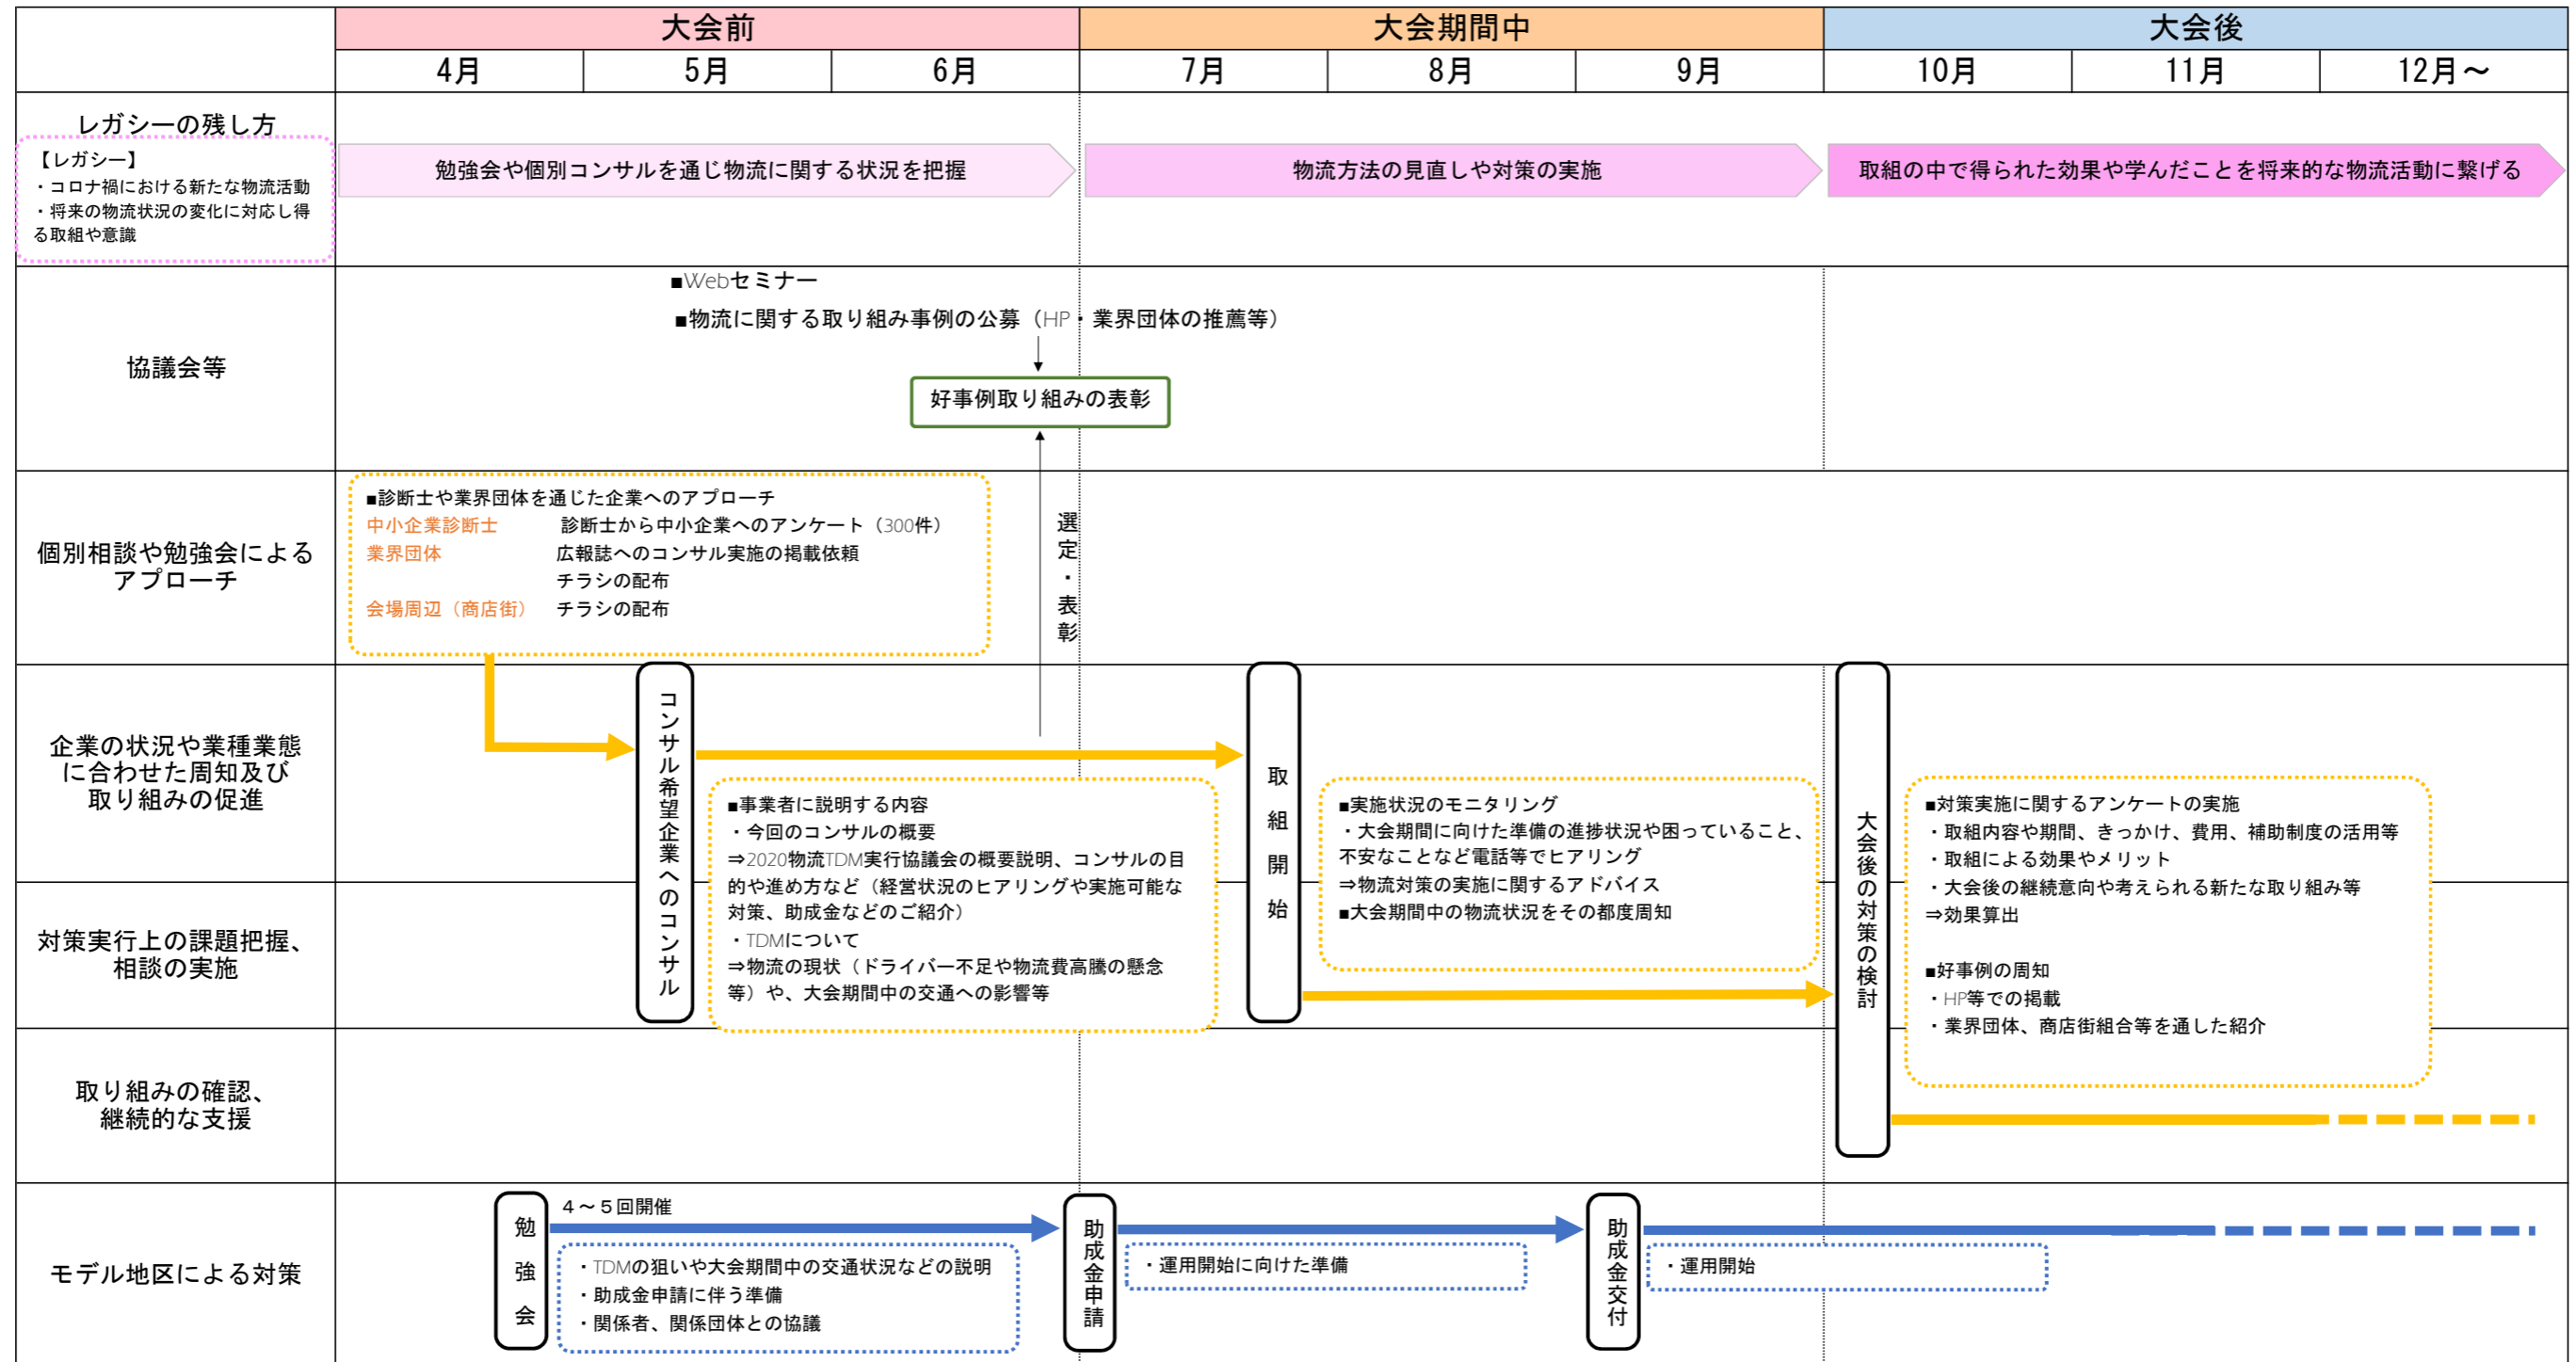 大会前
大会期間中
大会後
4月
5月
6月
7月
8月
9月
10月
11月
12月～
レガシーの残し方
【レガシー】
・コロナ禍における新たな物流活動
・将来の物流状況の変化に対応し得
る取組や意識
勉強会や個別コンサルを通じ物流に関する状況を把握
物流方法の見直しや対策の実施
取組の中で得られた効果や学んだことを将来的な物流活動に繋げる
協議会等
■Webセミナー
■物流に関する取り組み事例の公募（HP・業界団体の推薦等）
好事例取り組みの表彰
個別相談や勉強会による
アプローチ
■診断士や業界団体を通じた企業へのアプローチ
中小企業診断士　診断士から中小企業へのアンケート（300件）
業界団体　広報誌へのコンサル実施の掲載依頼
チラシの配布
会場周辺（商店街）　チラシの配布
選定・表彰
企業の状況や業種業態
に合わせた周知及び
取り組みの促進
コンサル希望企業へのコンサル
■事業者に説明する内容
・今回のコンサルの概要
⇒2020物流TDM実行協議会の概要説明、コンサルの目
的や進め方など（経営状況のヒアリングや実施可能な
対策、助成金などのご紹介）
・TDMについて
⇒物流の現状（ドライバー不足や物流費高騰の懸念
等）や、大会期間中の交通への影響等
取組開始
■実施状況のモニタリング
・大会期間に向けた準備の進捗状況や困っていること、
不安なことなど電話等でヒアリング
⇒物流対策の実施に関するアドバイス
■大会期間中の物流状況をその都度周知
大会後の対策の検討
■対策実施に関するアンケートの実施
・取組内容や期間、きっかけ、費用、補助制度の活用等
・取組による効果やメリット
・大会後の継続意向や考えられる新たな取り組み等
⇒効果算出
■好事例の周知
・HP等での掲載
・業界団体、商店街組合等を通した紹介
対策実行上の課題把握、
相談の実施
取り組みの確認、
継続的な支援
モデル地区による対策
勉強会
４～５回開催
・TDMの狙いや大会期間中の交通状況などの説明
・助成金申請に伴う準備
・関係者、関係団体との協議
助成金申請
・運用開始に向けた準備
助成金交付
・運用開始